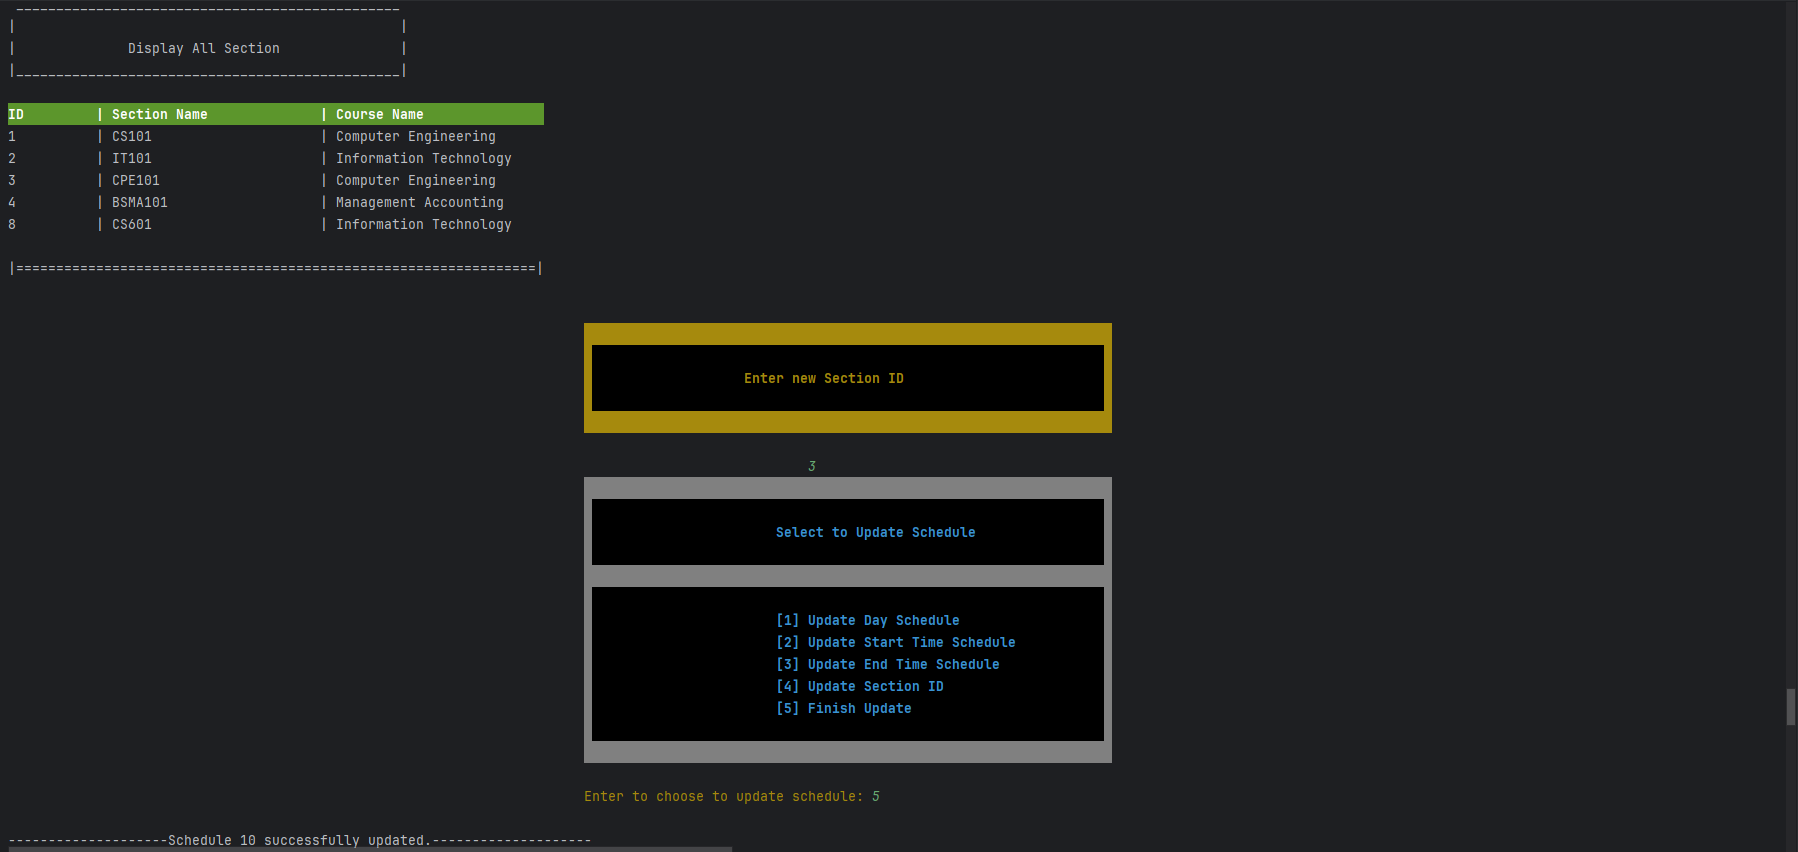 ________________________________________________
|                                                |
|              Display All Section               |
|________________________________________________|
ID         | Section Name              | Course Name
1          | CS101                     | Computer Engineering
2          | IT101                     | Information Technology
3          | CPE101                    | Computer Engineering
4          | BSMA101                   | Management Accounting
8          | CS601                     | Information Technology
|=================================================================|
Enter new Section ID
3
Select to Update Schedule
[1] Update Day Schedule
[2] Update Start Time Schedule
[3] Update End Time Schedule
[4] Update Section ID
[5] Finish Update
Enter to choose to update schedule: 5
--------------------Schedule 10 successfully updated.--------------------